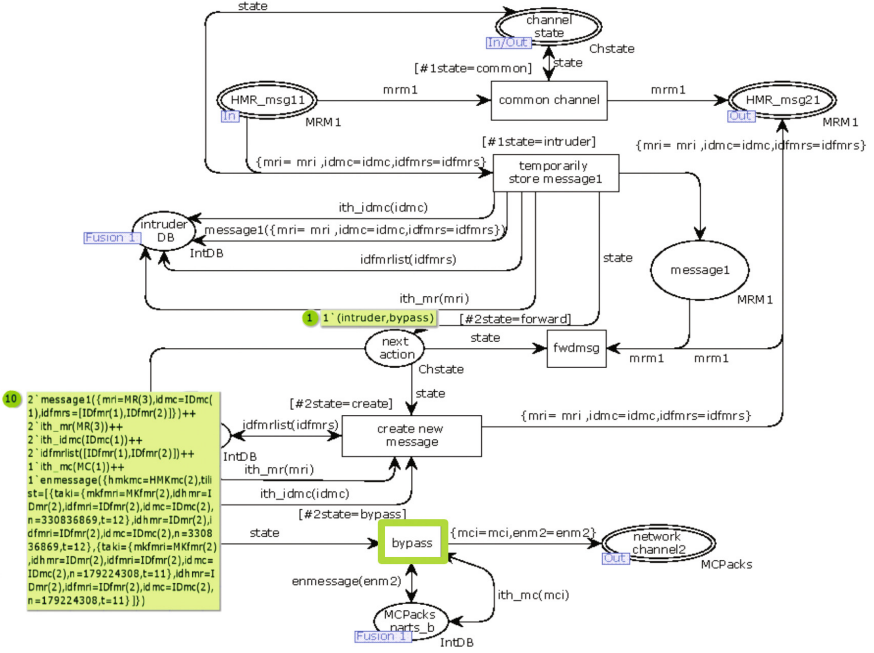 state
channel
state
In/Out
Chstate
[#1state=common]
state
HMR_msg11
In
MRM1
mrm1
common channel
mrm1
HMR_msg21
Out
MRM1
[#1state=intruder]
{mri= mri ,idmc=idmc,idfmrs=idfmrs}
{mri= mri ,idmc=idmc,idfmrs=idfmrs}
temporarily
store message1
ith_idmc(idmc)
intruder
DB
Fusion 1
IntDB
message1({mri= mri ,idmc=idmc,idfmrs=idfmrs})
idfmrlist(idfmrs)
state
message1
MRM1
ith_mr(mri)
1 1`(intruder,bypass)
[#2state=forward]
next
action
Chstate
state
fwdmsg
mrm1
mrm1
state
[#2state=create]
create new
message
{mri= mri ,idmc=idmc,idfmrs=idfmrs}
idfmrlist(idfmrs)
IntDB
ith_mr(mri)
ith_idmc(idmc)
10
2`message1({mri=MR(3),idmc=IDmc(
1),idfmrs=[IDfmr(1),IDfmr(2)]})++
2`ith_mr(MR(3))++
2`ith_idmc(IDmc(1))++
2`idfmrlist([IDfmr(1),IDfmr(2)])++
1`ith_mc(MC(1))++
1`enmessage({hmkmc=HMKmc(2),tili
st=[{taki={mkfmri=MKfmr(2),idhmr=I
Dmr(2),idfmri=IDfmr(2),idmc=IDmc(2),
n=330836869,t=12},idhmr=IDmr(2),i
dfmri=IDfmr(2),idmc=IDmc(2),n=3308
36869,t=12},{taki={mkfmri=MKfmr(2)
,idhmr=IDmr(2),idfmri=IDfmr(2),idmc=
IDmc(2),n=179224308,t=11},idhmr=I
Dmr(2),idfmri=IDfmr(2),idmc=IDmc(2),
n=179224308,t=11}]})
[#2state=bypass]
state
bypass
{mci=mci,enm2=enm2}
network
channel2
Out
MCPacks
enmessage(enm2)
ith_mc(mci)
MCPacks
parts_b
Fusion 1
IntDB